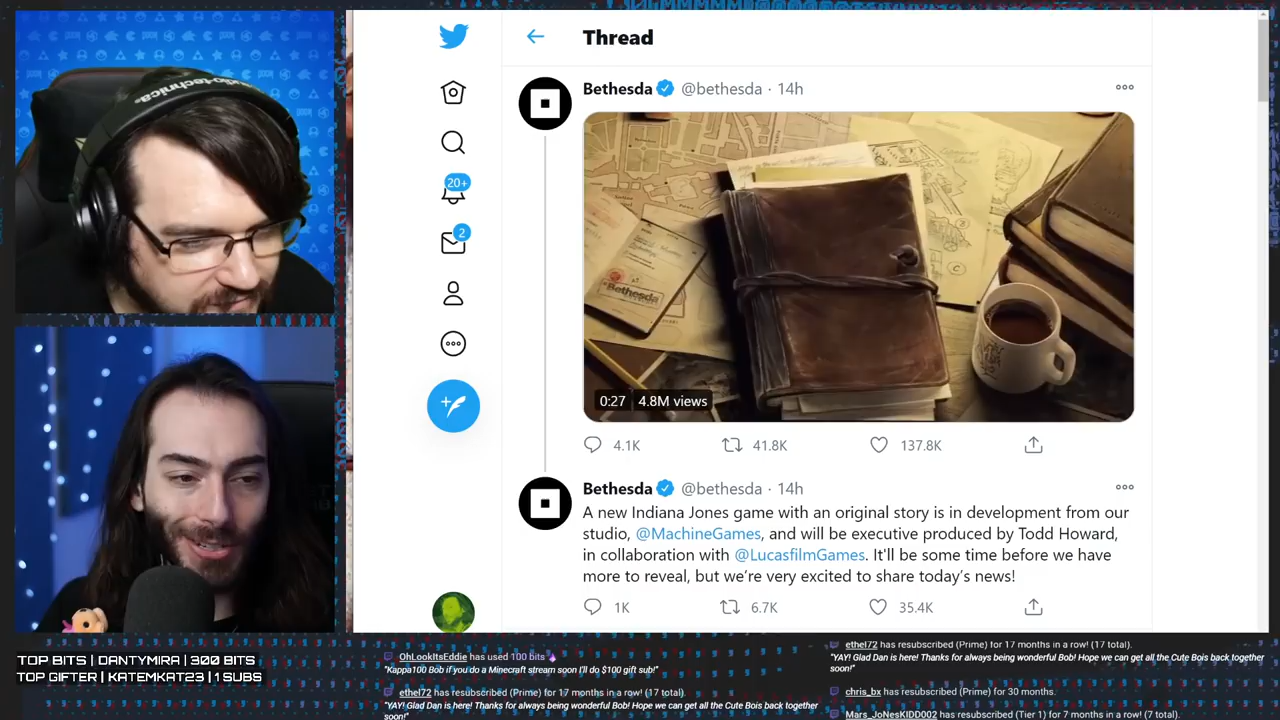 audio-technica
Thread
Bethesda @bethesda · 14h
20+
2
Bethesda
0:27 4.8M views
4.1K 41.8K 137.8K
Bethesda @bethesda · 14h
A new Indiana Jones game with an original story is in development from our
studio, @MachineGames, and will be executive produced by Todd Howard,
in collaboration with @LucasfilmGames. It'll be some time before we have
more to reveal, but we're very excited to share today's news!
1K 6.7K 35.4K
TOP BITS | DANTYMIRA | 300 BITS
TOP GIFTER | KATEMKAT23 | 1 SUBS
OhLookItsEddie has used 100 bits
"Kappa100 Bob if you do a Minecraft stream soon I'll do $100 gift sub!"
ethel72 has resubscribed (Prime) for 17 months in a row! (17 total).
"YAY! Glad Dan is here! Thanks for always being wonderful Bob! Hope we can get all the Cute Bois back together
soon!"
ethel72 has resubscribed (Prime) for 17 months in a row! (17 total).
"YAY! Glad Dan is here! Thanks for always being wonderful Bob! Hope we can get all the Cute Bois back together
soon!"
chris_bx has resubscribed (Prime) for 30 months.
Mars_JoNesKIDD002 has resubscribed (Tier 1) for 7 months in a row! (7 total).